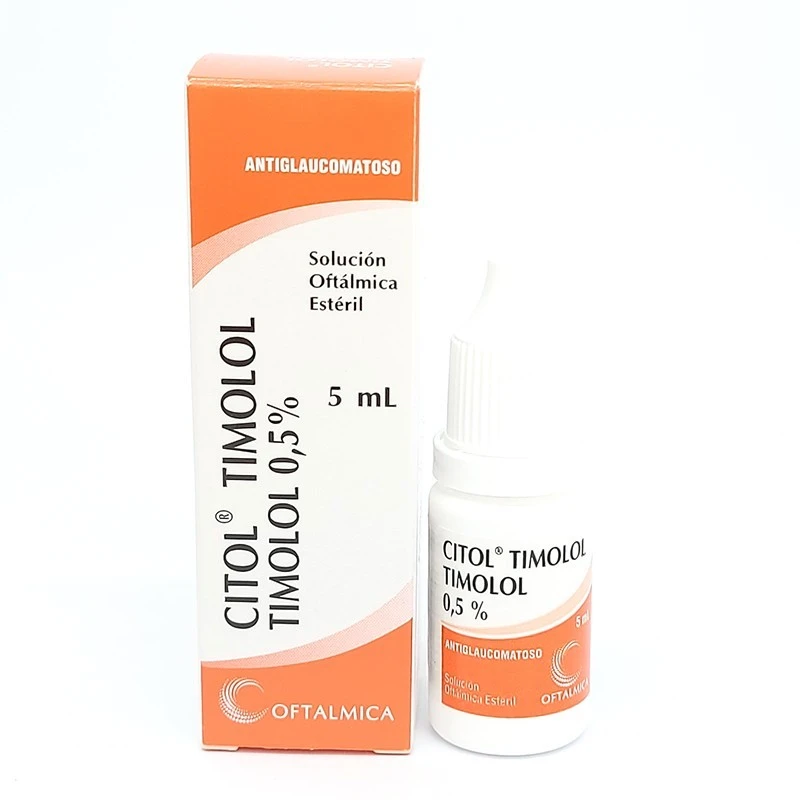 ANTIGLAUCOMATOSO
Solución
Oftálmica
Estéril
5 mL
CITOL® TIMOLOL
TIMOLOL 0,5%
OFTALMICA
CITOL® TIMOLOL
TIMOLOL
0,5 %
5 mL
ANTIGLAUCOMATOSO
Solución
Oftálmica Estéril
OFTALMICA